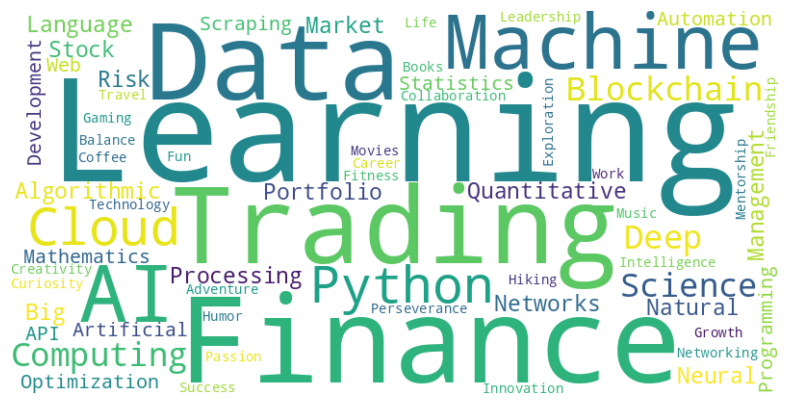 Language
Scraping
Market
Life
Leadership
Automation
Stock
Data
Machine
Web
Books
Risk
Statistics
Blockchain
Travel
Collaboration
Development
Learning
Gaming
Balance
Coffee
Fun
Movies
Career
Fitness
Exploration
Friendship
Work
Mentorship
Algorithmic
Portfolio
Quantitative
Technology
Trading
Music
Cloud
Deep
Management
Mathematics
Intelligence
Creativity
Processing
Python
Hiking
Science
Curiosity
AI
Adventure
Perseverance
Networks
Natural
Big
Humor
Finance
API
Artificial
Growth
Programming
Computing
Passion
Networking
Optimization
Success
Innovation
Neural